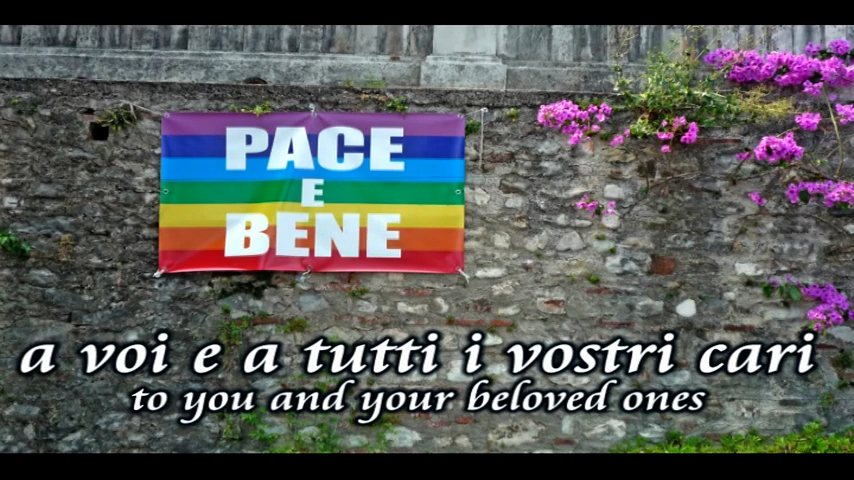 PACE
E
BENE
a voi e a tutti i vostri cari
to you and your beloved ones